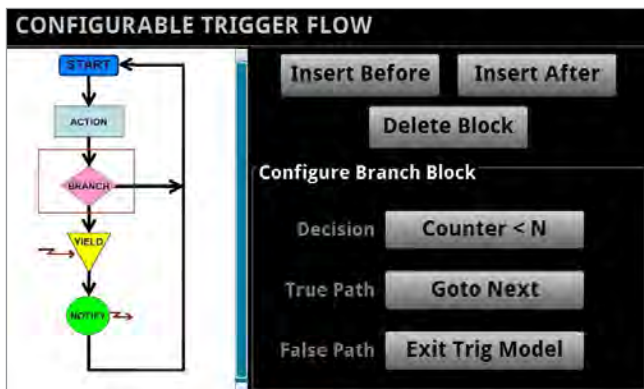 CONFIGURABLE TRIGGER FLOW
START
ACTION
BRANCH
YIELD
NOTIFY
Insert Before
Insert After
Delete Block
Configure Branch Block
Decision
Counter < N
True Path
Goto Next
False Path
Exit Trig Model